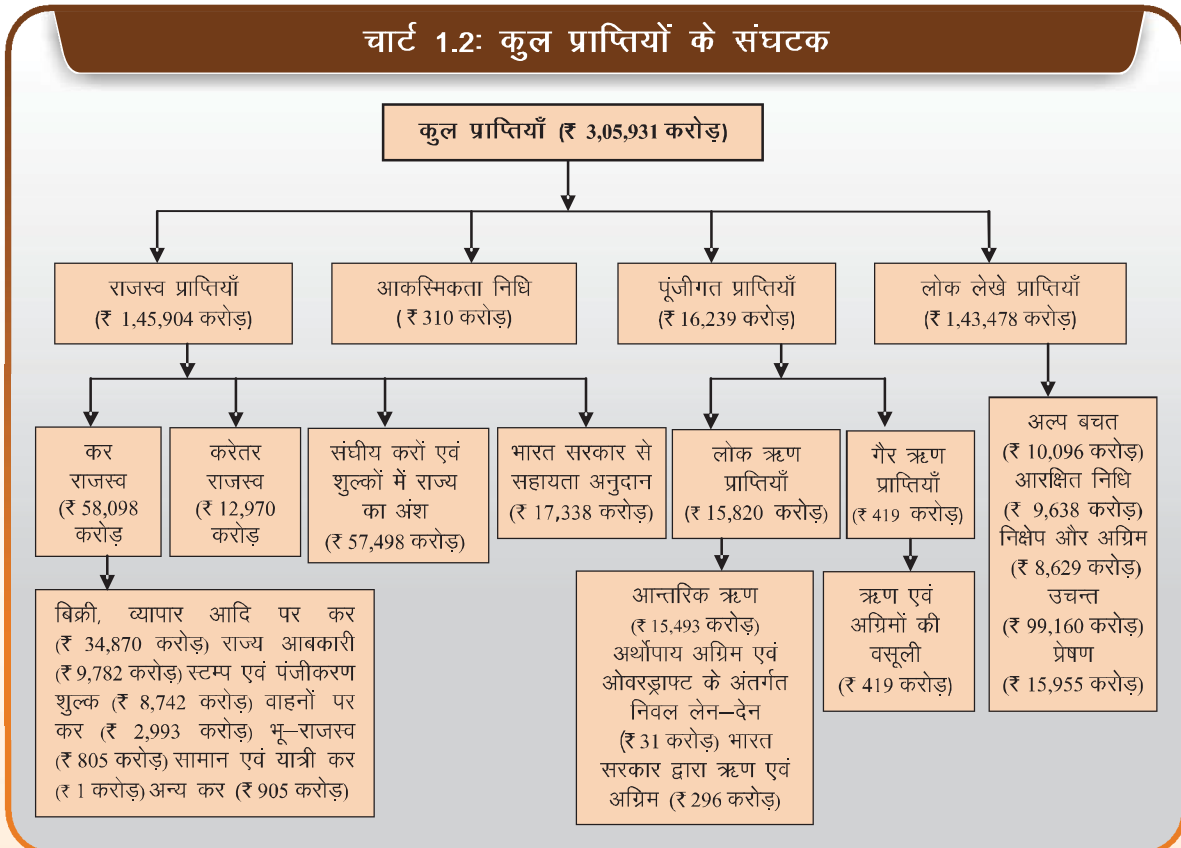 चार्ट 1.2: कुल प्राप्तियों के संघटक
कुल प्राप्तियाँ (₹ 3,05,931 करोड़)
राजस्व प्राप्तियाँ
(₹ 1,45,904 करोड़)
आकस्मिकता निधि
(₹ 310 करोड़)
पूंजीगत प्राप्तियाँ
(₹ 16,239 करोड़)
लोक लेखे प्राप्तियाँ
(₹ 1,43,478 करोड़)
कर
राजस्व
(₹ 58,098
करोड़)
करेतर
राजस्व
(₹ 12,970
करोड़)
संघीय करों एवं
शुल्कों में राज्य
का अंश
(₹ 57,498 करोड़)
भारत सरकार से
सहायता अनुदान
(₹ 17,338 करोड़)
लोक ऋण
प्राप्तियाँ
(₹ 15,820 करोड़)
गैर ऋण
प्राप्तियाँ
(₹ 419 करोड़)
अल्प बचत
(₹ 10,096 करोड़)
आरक्षित निधि
(₹ 9,638 करोड़)
निक्षेप और अग्रिम
(₹ 8,629 करोड़)
उचन्त
(₹ 99,160 करोड़)
प्रेषण
(₹ 15,955 करोड़)
बिक्री, व्यापार आदि पर कर
(₹ 34,870 करोड़) राज्य आबकारी
(₹ 9,782 करोड़) स्टम्प एवं पंजीकरण
शुल्क (₹ 8,742 करोड़) वाहनों पर
कर (₹ 2,993 करोड़) भू–राजस्व
(₹ 805 करोड़) सामान एवं यात्री कर
(₹ 1 करोड़) अन्य कर (₹ 905 करोड़)
आन्तरिक ऋण
(₹ 15,493 करोड़)
अर्थोपाय अग्रिम एवं
ओवरड्राफ्ट के अंतर्गत
निवल लेन–देन
(₹ 31 करोड़) भारत
सरकार द्वारा ऋण एवं
अग्रिम (₹ 296 करोड़)
ऋण एवं
अग्रिमों की
वसूली
(₹ 419 करोड़)